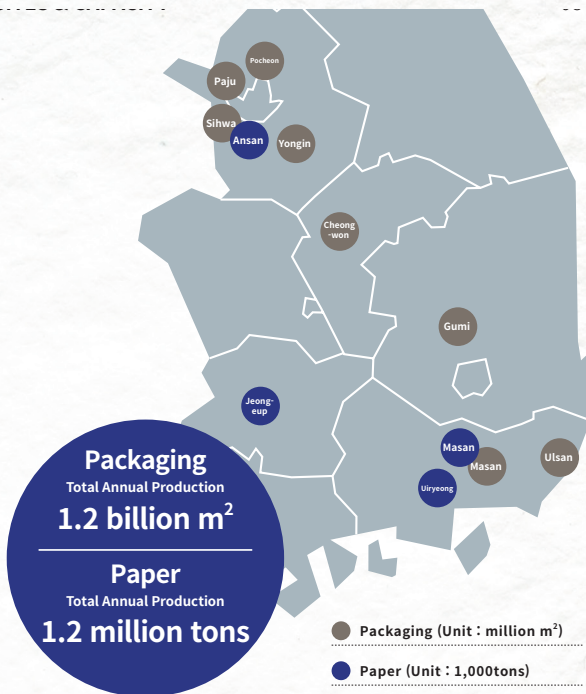 Pocheon
Paju
Sihwa
Ansan
Yongin
Cheong
-won
Gumi
Jeong-
eup
Masan
Masan
Ulsan
Uiryeong
Packaging
Total Annual Production
1.2 billion m²
Paper
Total Annual Production
1.2 million tons
Packaging (Unit : million m²)
Paper (Unit : 1,000tons)